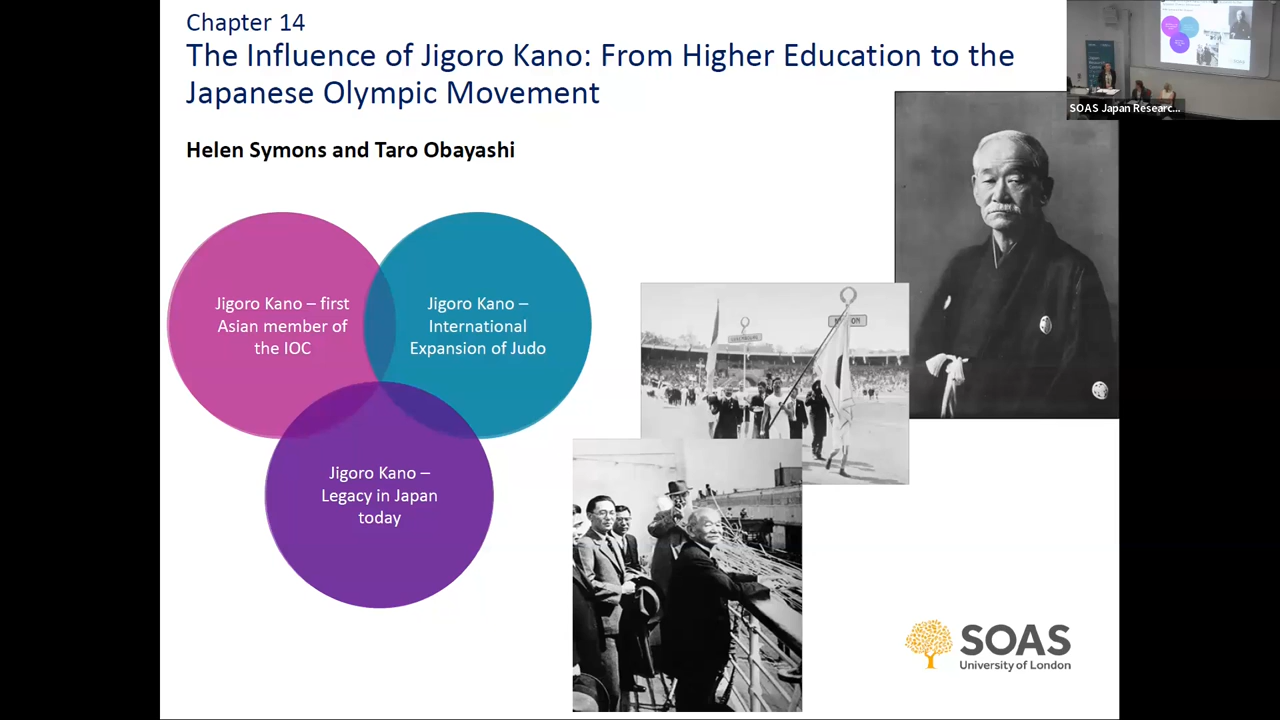 Chapter 14
The Influence of Jigoro Kano: From Higher Education to the
Japanese Olympic Movement
Helen Symons and Taro Obayashi
Jigoro Kano – first
Asian member of
the IOC
Jigoro Kano –
International
Expansion of Judo
Jigoro Kano –
Legacy in Japan
today
SOAS
University of London
SOAS Japan Researc...